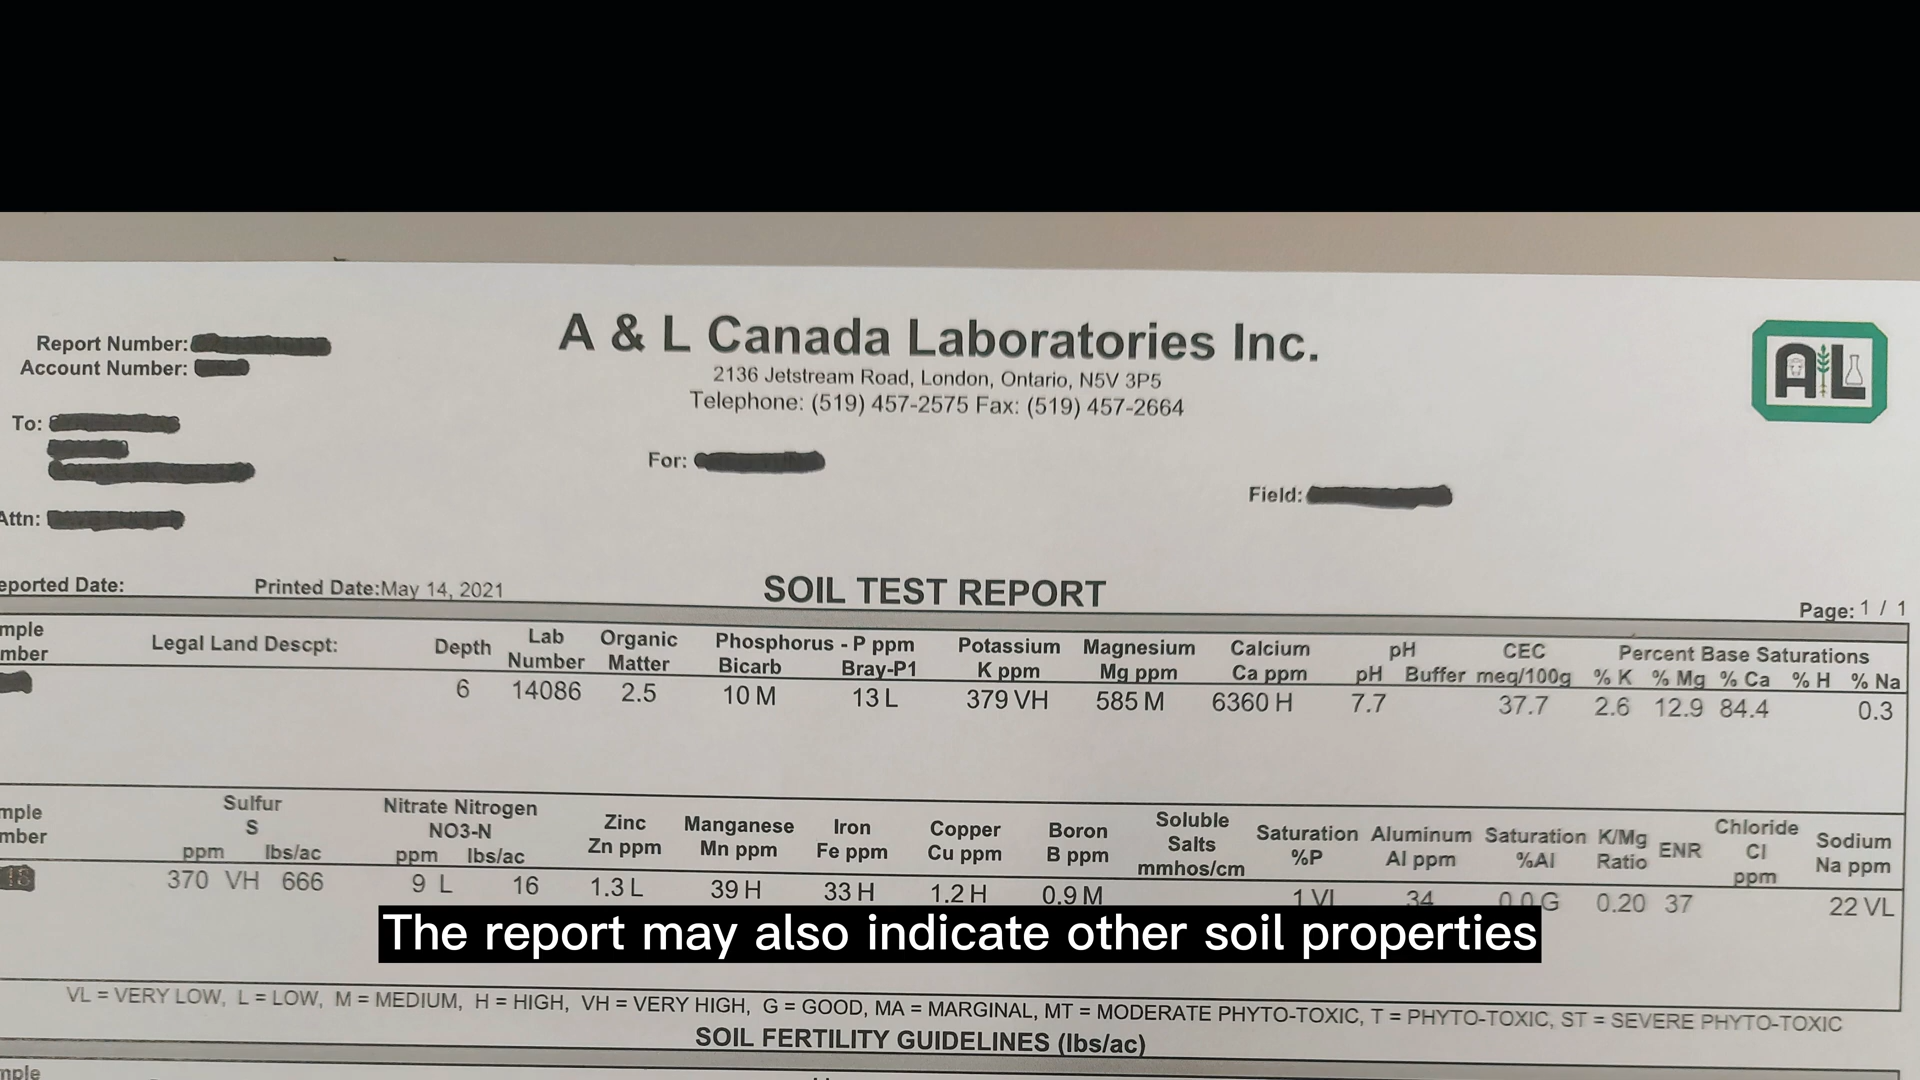 A & L Canada Laboratories Inc.
2136 Jetstream Road, London, Ontario, N5V 3P5
Telephone: (519) 457-2575 Fax: (519) 457-2664
AL
Report Number:
Account Number:
To:
For:
Field:
Attn:
eported Date: Printed Date:May 14, 2021 SOIL TEST REPORT Page: 1 / 1
mple Legal Land Descpt: Depth Lab Organic Phosphorus - P ppm Potassium Magnesium Calcium pH CEC Percent Base Saturations
mber Number Matter Bicarb Bray-P1 K ppm Mg ppm Ca ppm pH Buffer meq/100g % K % Mg % Ca % H % Na
6 14086 2.5 10 M 13 L 379 VH 585 M 6360 H 7.7 37.7 2.6 12.9 84.4 0.3
mple Sulfur Nitrate Nitrogen Zinc Manganese Iron Copper Boron Soluble Saturation Aluminum Saturation K/Mg ENR Chloride Sodium
mber S NO3-N Zn ppm Mn ppm Fe ppm Cu ppm B ppm Salts %P Al ppm %Al Ratio Cl Na ppm
ppm lbs/ac ppm lbs/ac mmhos/cm ppm
370 VH 666 9 L 16 1.3 L 39 H 33 H 1.2 H 0.9 M 1 VL 34 0.0 G 0.20 37 22 VL
The report may also indicate other soil properties
VL = VERY LOW, L = LOW, M = MEDIUM, H = HIGH, VH = VERY HIGH, G = GOOD, MA = MARGINAL, MT = MODERATE PHYTO-TOXIC, T = PHYTO-TOXIC, ST = SEVERE PHYTO-TOXIC
SOIL FERTILITY GUIDELINES (lbs/ac)
mple